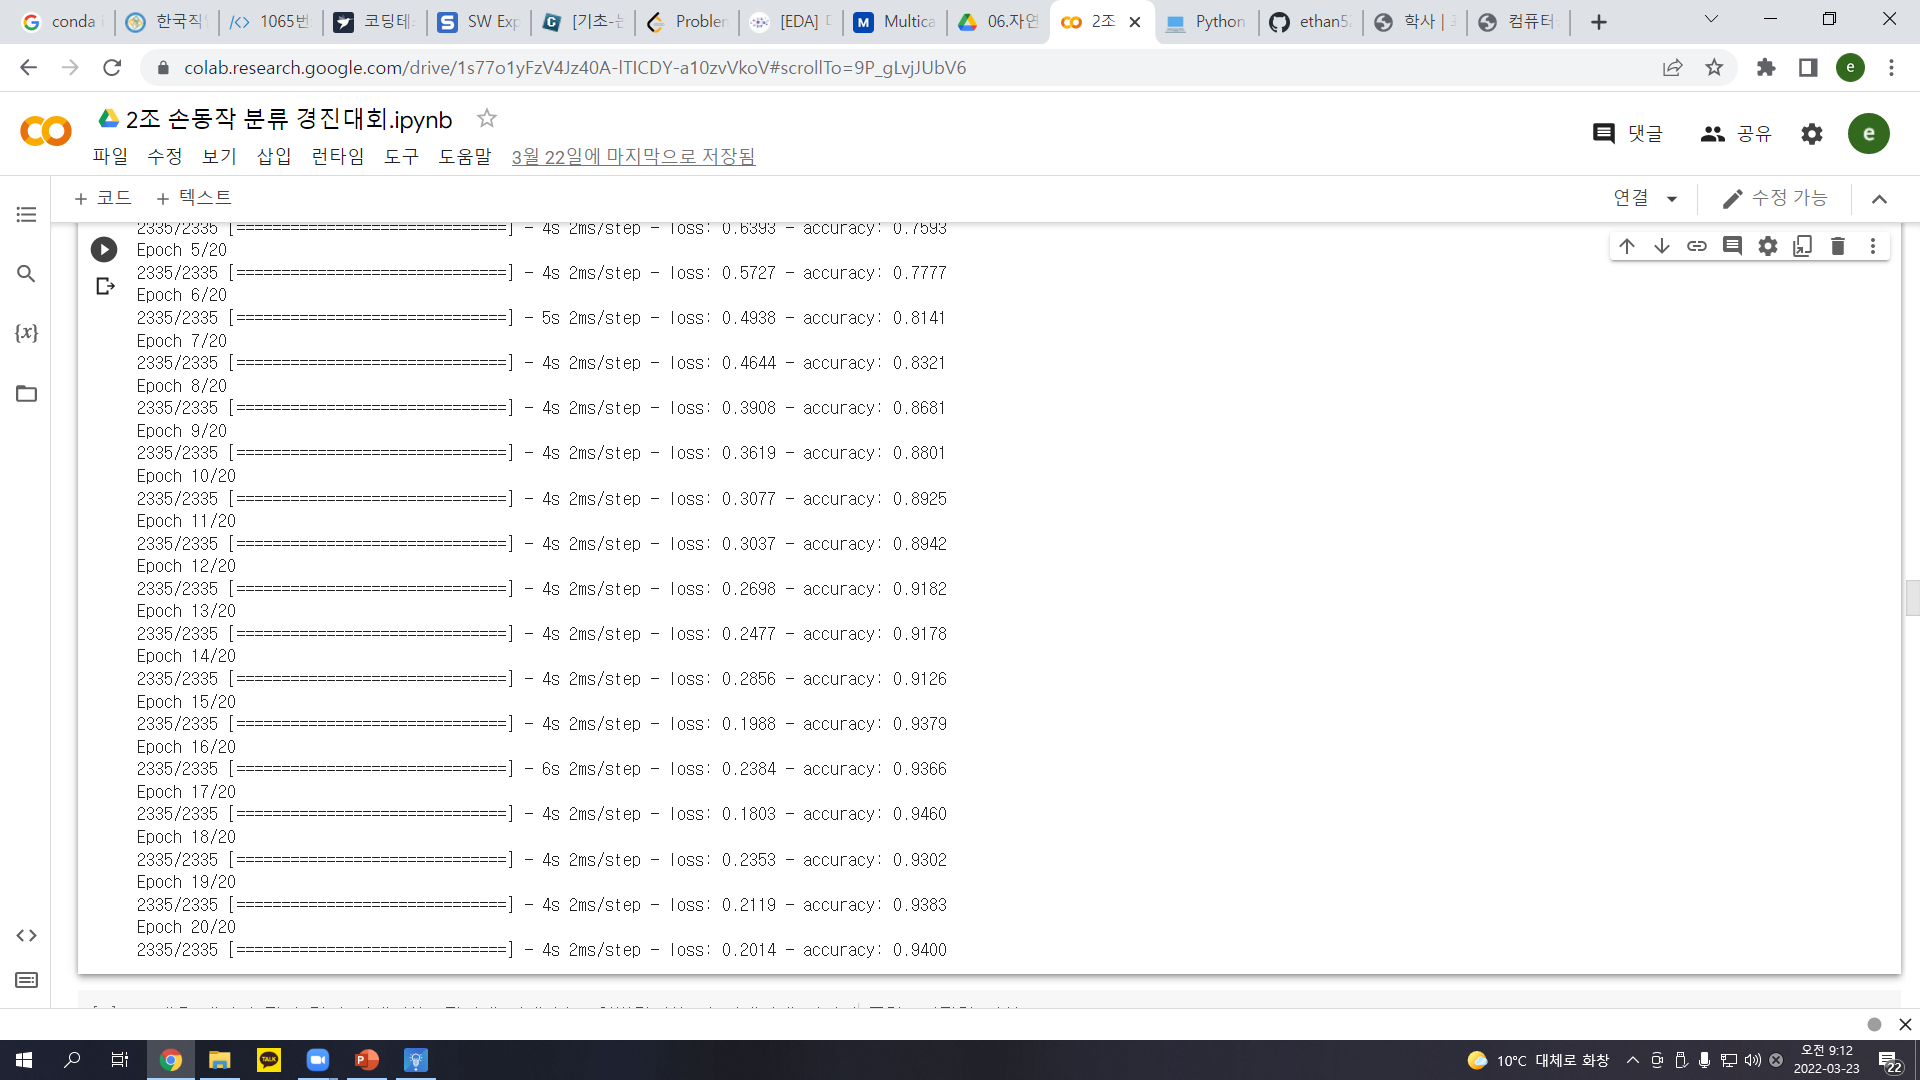 conda i
한국직업
1065번
코딩테스
SW Exp
[기초-논
Problem
[EDA] D
Multica
06.자연
2조
Python
ethan52
학사 |
컴퓨터
colab.research.google.com/drive/1s77o1yFzV4Jz40A-lTICDY-a10zvVkoV#scrollTo=9P_gLvjJUbV6
e
2조 손동작 분류 경진대회.ipynb
댓글
공유
e
파일 수정 보기 삽입 런타임 도구 도움말 3월 22일에 마지막으로 저장됨
+ 코드 + 텍스트
연결
수정 가능
2335/2335 [==============================] - 4s 2ms/step - loss: 0.6393 - accuracy: 0.7593
Epoch 5/20
2335/2335 [==============================] - 4s 2ms/step - loss: 0.5727 - accuracy: 0.7777
Epoch 6/20
2335/2335 [==============================] - 5s 2ms/step - loss: 0.4938 - accuracy: 0.8141
Epoch 7/20
2335/2335 [==============================] - 4s 2ms/step - loss: 0.4644 - accuracy: 0.8321
Epoch 8/20
2335/2335 [==============================] - 4s 2ms/step - loss: 0.3908 - accuracy: 0.8681
Epoch 9/20
2335/2335 [==============================] - 4s 2ms/step - loss: 0.3619 - accuracy: 0.8801
Epoch 10/20
2335/2335 [==============================] - 4s 2ms/step - loss: 0.3077 - accuracy: 0.8925
Epoch 11/20
2335/2335 [==============================] - 4s 2ms/step - loss: 0.3037 - accuracy: 0.8942
Epoch 12/20
2335/2335 [==============================] - 4s 2ms/step - loss: 0.2698 - accuracy: 0.9182
Epoch 13/20
2335/2335 [==============================] - 4s 2ms/step - loss: 0.2477 - accuracy: 0.9178
Epoch 14/20
2335/2335 [==============================] - 4s 2ms/step - loss: 0.2856 - accuracy: 0.9126
Epoch 15/20
2335/2335 [==============================] - 4s 2ms/step - loss: 0.1988 - accuracy: 0.9379
Epoch 16/20
2335/2335 [==============================] - 6s 2ms/step - loss: 0.2384 - accuracy: 0.9366
Epoch 17/20
2335/2335 [==============================] - 4s 2ms/step - loss: 0.1803 - accuracy: 0.9460
Epoch 18/20
2335/2335 [==============================] - 4s 2ms/step - loss: 0.2353 - accuracy: 0.9302
Epoch 19/20
2335/2335 [==============================] - 4s 2ms/step - loss: 0.2119 - accuracy: 0.9383
Epoch 20/20
2335/2335 [==============================] - 4s 2ms/step - loss: 0.2014 - accuracy: 0.9400
10°C 대체로 화창
오전 9:12
2022-03-23
22